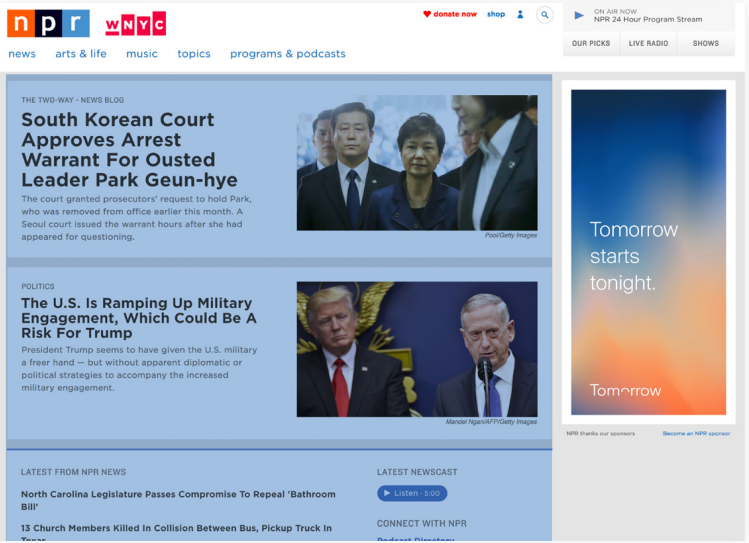 npr
WNYC
donate now
shop
ON AIR NOW
NPR 24 Hour Program Stream
OUR PICKS
LIVE RADIO
SHOWS
news
arts & life
music
topics
programs & podcasts
THE TWO-WAY - NEWS BLOG
South Korean Court
Approves Arrest
Warrant For Ousted
Leader Park Geun-hye
The court granted prosecutors' request to hold Park,
who was removed from office earlier this month. A
Seoul court issued the warrant hours after she had
appeared for questioning.
Pool/Getty Images
POLITICS
The U.S. Is Ramping Up Military
Engagement, Which Could Be A
Risk For Trump
President Trump seems to have given the U.S. military
a freer hand — but without apparent diplomatic or
political strategies to accompany the increased
military engagement.
Mandel Ngan/AFP/Getty Images
Tomorrow
starts
tonight.
Tomorrow
NPR thanks our sponsors
Become an NPR sponsor
LATEST FROM NPR NEWS
North Carolina Legislature Passes Compromise To Repeal 'Bathroom
Bill'
13 Church Members Killed In Collision Between Bus, Pickup Truck In
Texas
LATEST NEWSCAST
Listen · 5:00
CONNECT WITH NPR
Podcast Directory